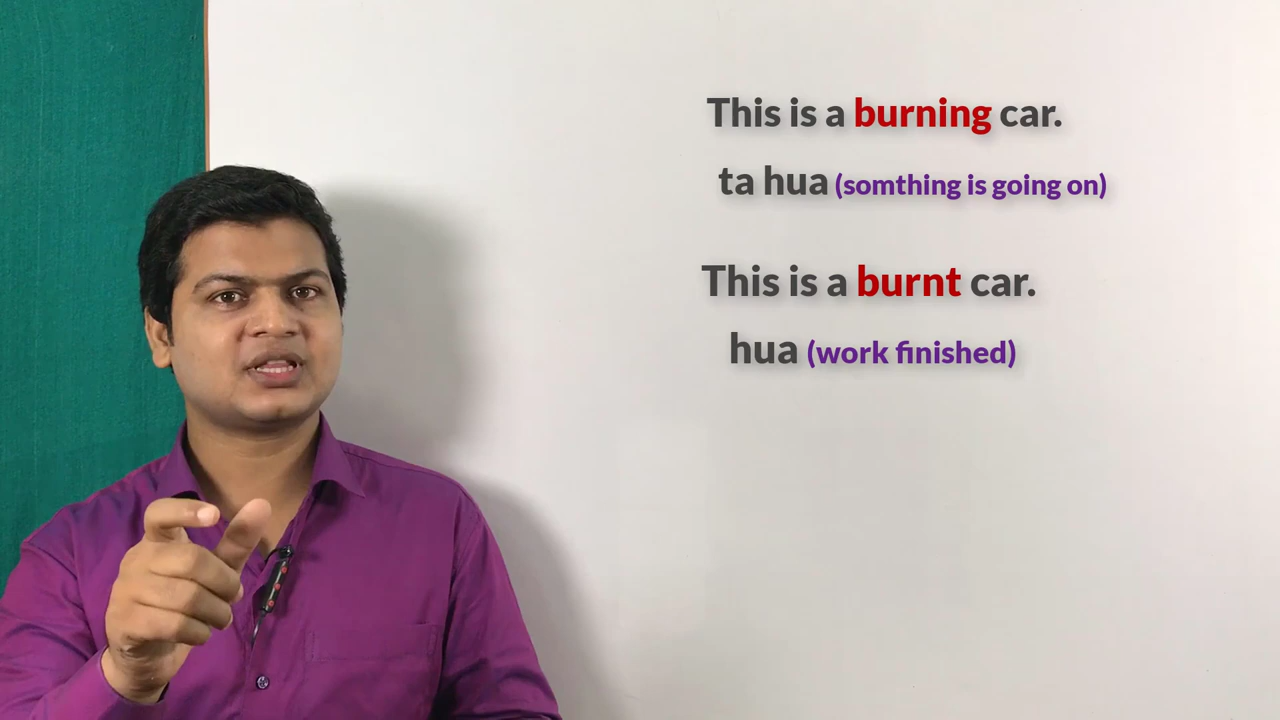 This is a burning car.
ta hua (somthing is going on)
This is a burnt car.
hua (work finished)